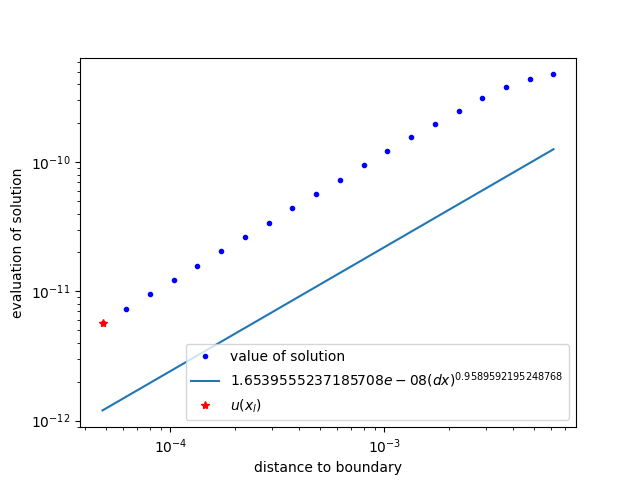 evaluation of solution
10⁻¹⁰
10⁻¹¹
10⁻¹²
value of solution
1.6539555237185708e − 08(dx)^0.9589592195248768
u(x_l)
10⁻⁴
10⁻³
distance to boundary